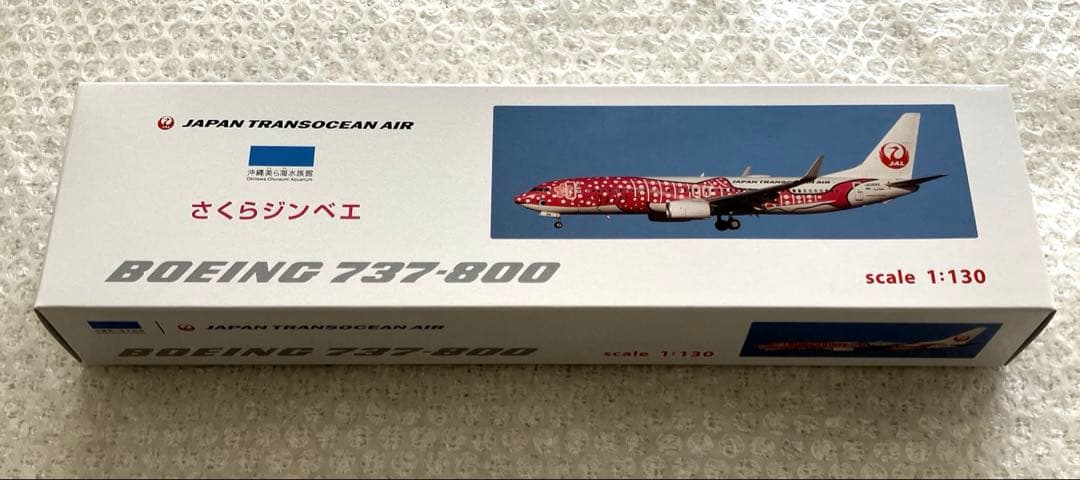 JAPAN TRANSOCEAN AIR
沖縄美ら海水族館
Okinawa Churaumi Aquarium
さくらジンベエ
BOEING 737-800
JAPAN TRANSOCEAN AIR
JAL
scale 1:130
JAPAN TRANSOCEAN AIR
BOEING 737-800
scale 1:130